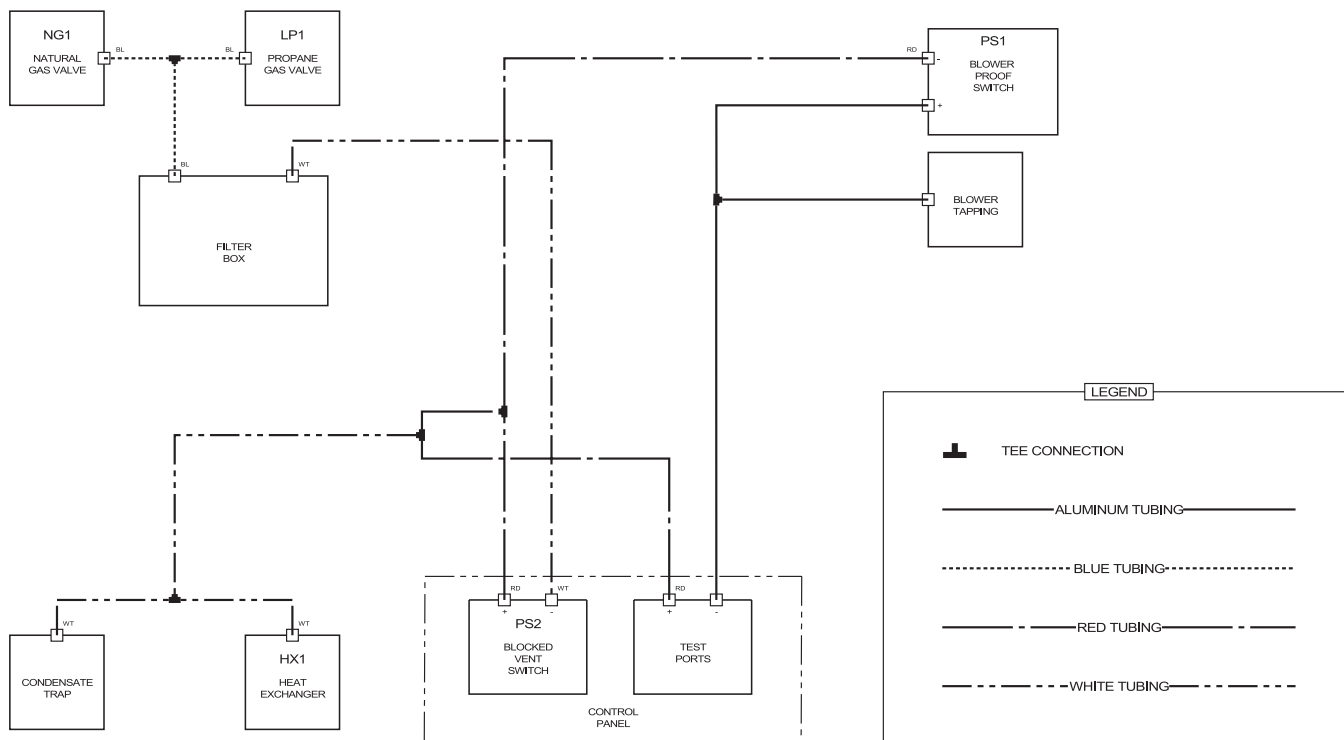 NG1
NATURAL
GAS VALVE
BL
BL
LP1
PROPANE
GAS VALVE
RD
-
+
PS1
BLOWER
PROOF
SWITCH
BL
WT
FILTER
BOX
BLOWER
TAPPING
LEGEND
TEE CONNECTION
ALUMINUM TUBING
BLUE TUBING
RED TUBING
WHITE TUBING
WT
CONDENSATE
TRAP
WT
HX1
HEAT
EXCHANGER
RD
WT
+
-
PS2
BLOCKED
VENT
SWITCH
RD
+
-
TEST
PORTS
CONTROL
PANEL